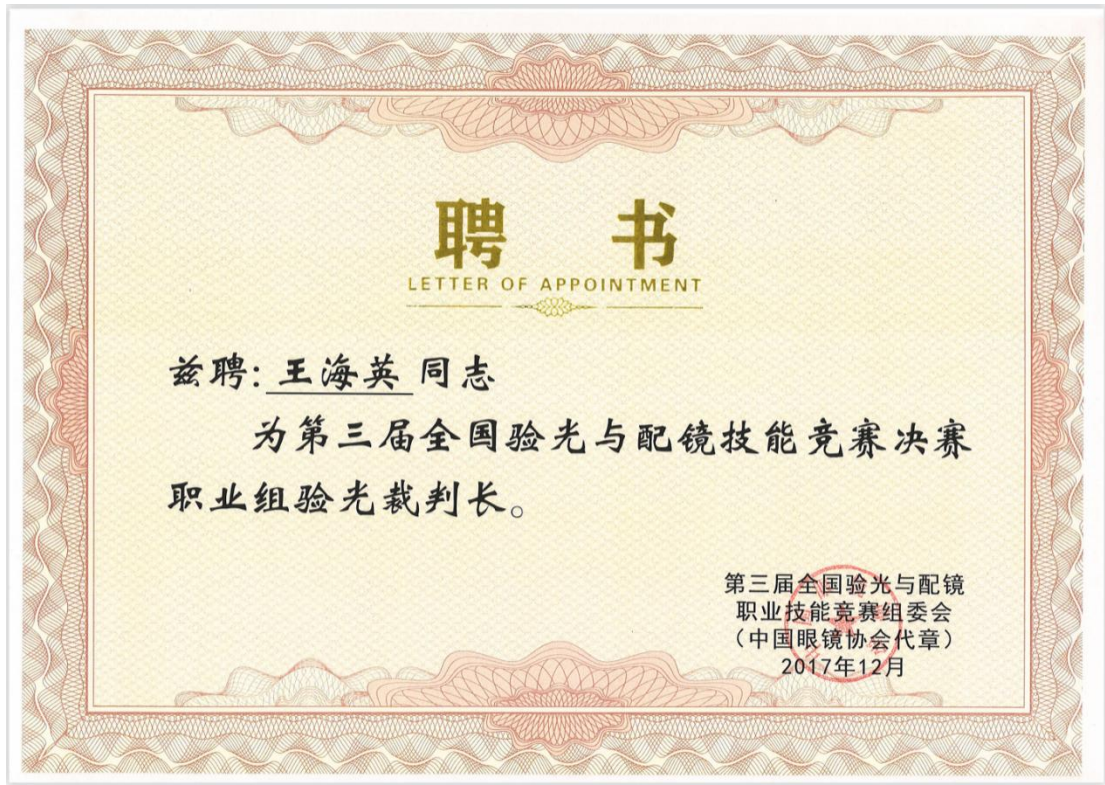 聘 书
LETTER OF APPOINTMENT
兹聘: 王海英 同志
为第三届全国验光与配镜技能竞赛决赛
职业组验光裁判长。
第三届全国验光与配镜
职业技能竞赛组委会
（中国眼镜协会代章）
2017年12月